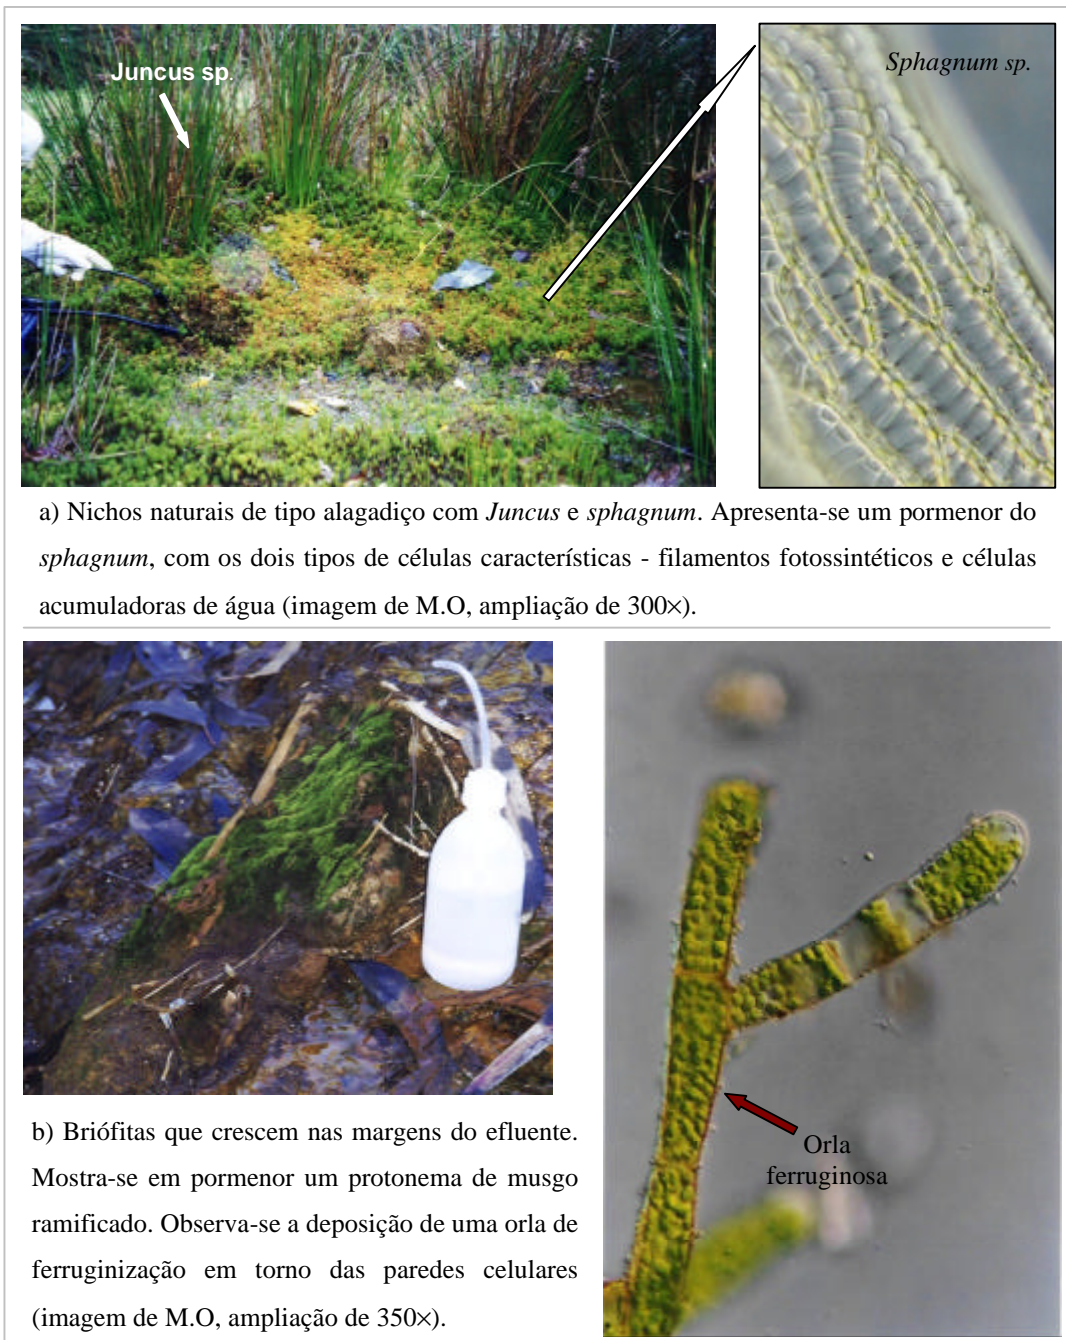 Juncus sp.
Sphagnum sp.
a) Nichos naturais de tipo alagadiço com Juncus e sphagnum. Apresenta-se um pormenor do
sphagnum, com os dois tipos de células características - filamentos fotossintéticos e células
acumuladoras de água (imagem de M.O, ampliação de 300×).
b) Briófitas que crescem nas margens do efluente.
Mostra-se em pormenor um protonema de musgo
ramificado. Observa-se a deposição de uma orla de
ferruginização em torno das paredes celulares
(imagem de M.O, ampliação de 350×).
Orla
ferruginosa